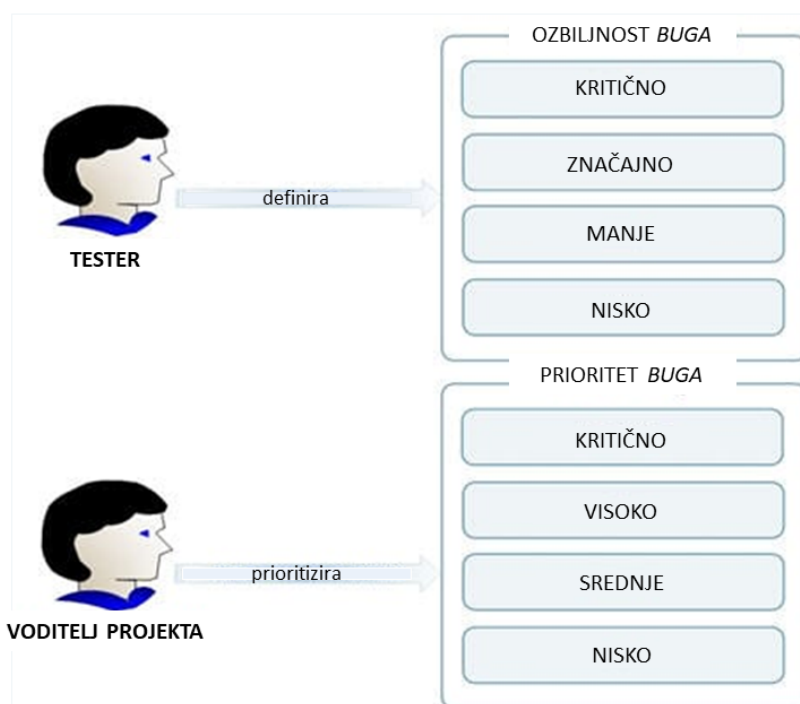 OZBILJNOST BUGA
KRITIČNO
ZNAČAJNO
MANJE
NISKO
definira
TESTER
PRIORITET BUGA
KRITIČNO
VISOKO
SREDNJE
NISKO
prioritizira
VODITELJ PROJEKTA